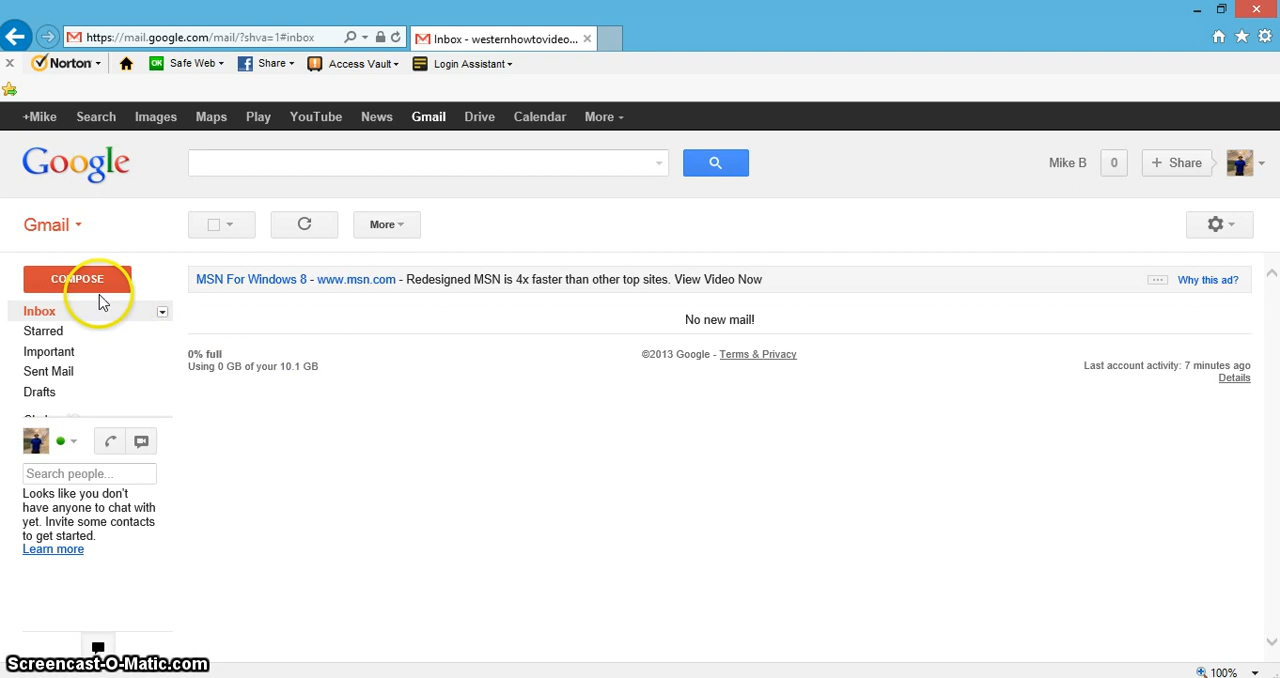 https://mail.google.com/mail/?shva=1#inbox
Inbox - westernhowtovideo...
Norton
OK Safe Web
Share
Access Vault
Login Assistant
+Mike Search Images Maps Play YouTube News Gmail Drive Calendar More
Google
Mike B 0 + Share
Gmail
More
COMPOSE
MSN For Windows 8 - www.msn.com - Redesigned MSN is 4x faster than other top sites. View Video Now
Why this ad?
Inbox
No new mail!
Starred
Important
0% full
Using 0 GB of your 10.1 GB
©2013 Google - Terms & Privacy
Last account activity: 7 minutes ago
Details
Sent Mail
Drafts
Search people...
Looks like you don't
have anyone to chat with
yet. Invite some contacts
to get started.
Learn more
Screencast-O-Matic.com
100%